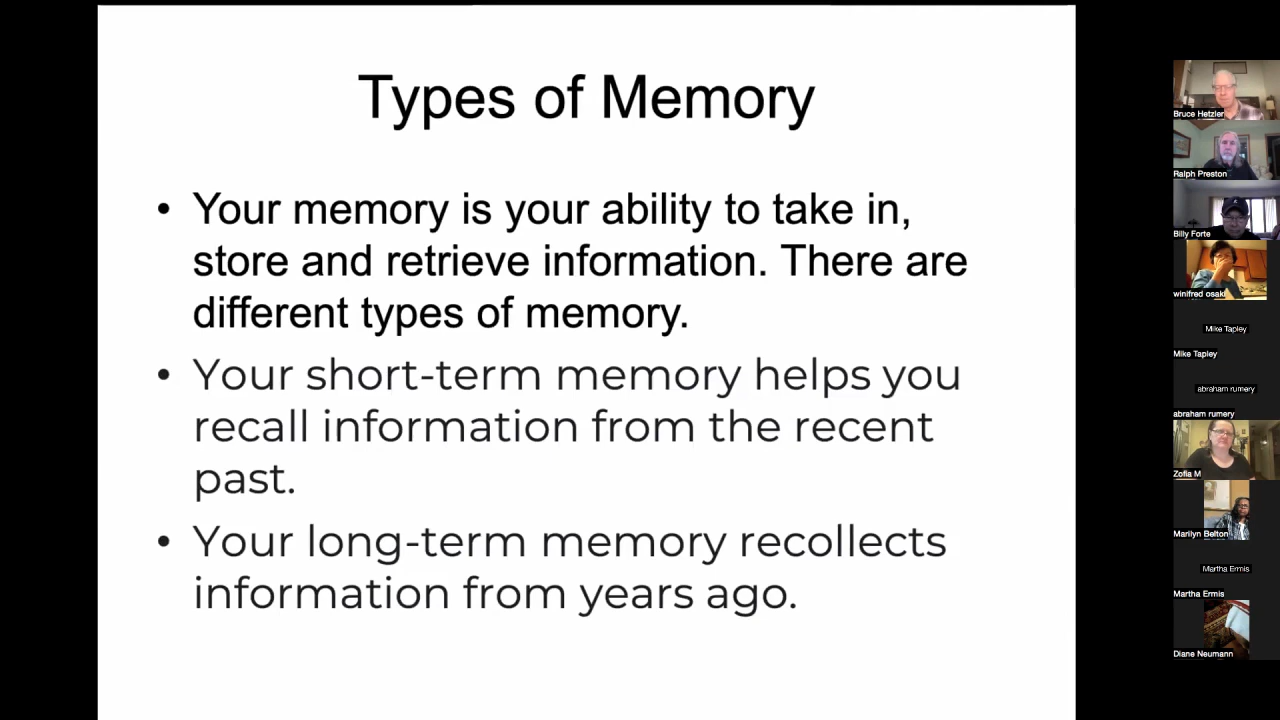 Types of Memory
• Your memory is your ability to take in,
store and retrieve information. There are
different types of memory.
• Your short-term memory helps you
recall information from the recent
past.
• Your long-term memory recollects
information from years ago.
Bruce Hetzler
Ralph Preston
Billy Forte
winifred osaki
Mike Tapley
Mike Tapley
abraham rumery
abraham rumery
Zofia M
Marilyn Belton
Martha Ermis
Martha Ermis
Diane Neumann